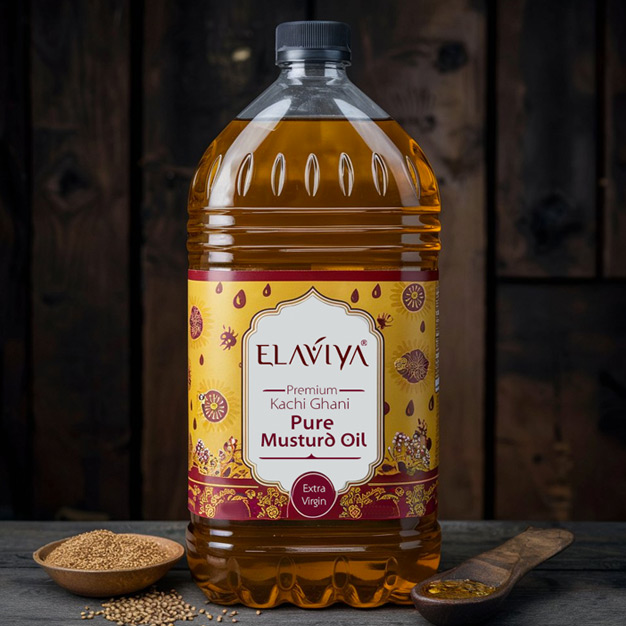 ELAVIYA®
Premium
Kachi Ghani
Pure
Musturd Oil
Extra
Virgin